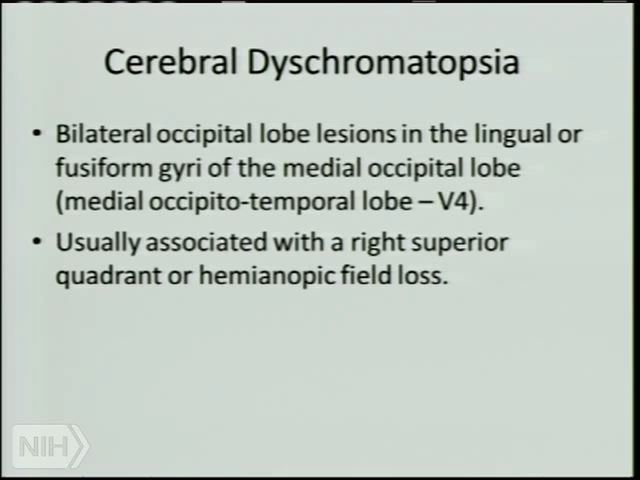 Cerebral Dyschromatopsia
• Bilateral occipital lobe lesions in the lingual or
fusiform gyri of the medial occipital lobe
(medial occipito-temporal lobe – V4).
• Usually associated with a right superior
quadrant or hemianopic field loss.
NIH